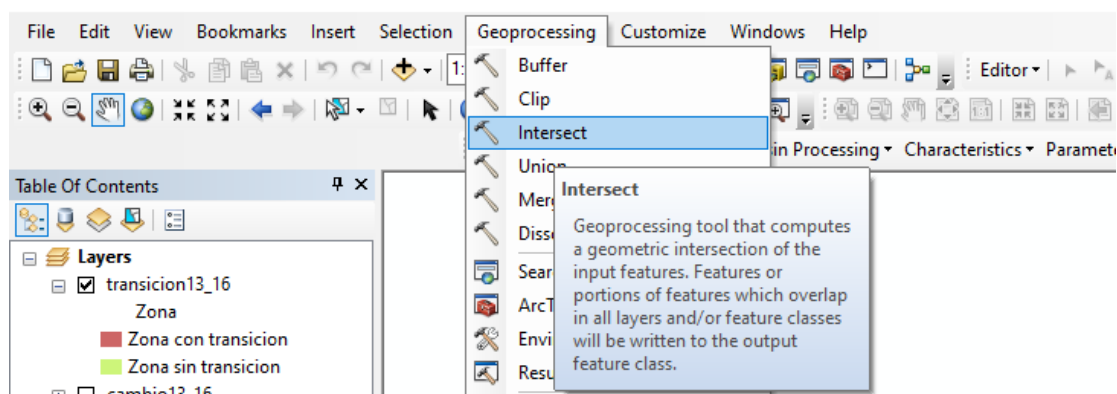 File Edit View Bookmarks Insert Selection Geoprocessing Customize Windows Help
1:
Buffer
Editor
Clip
Intersect
in Processing Characteristics
Union
Table Of Contents
Intersect
Geoprocessing tool that computes
a geometric intersection of the
input features. Features or
portions of features which overlap
in all layers and/or feature classes
will be written to the output
feature class.
Layers
transicion13_16
Zona
Zona con transicion
Zona sin transicion
cambio13_16